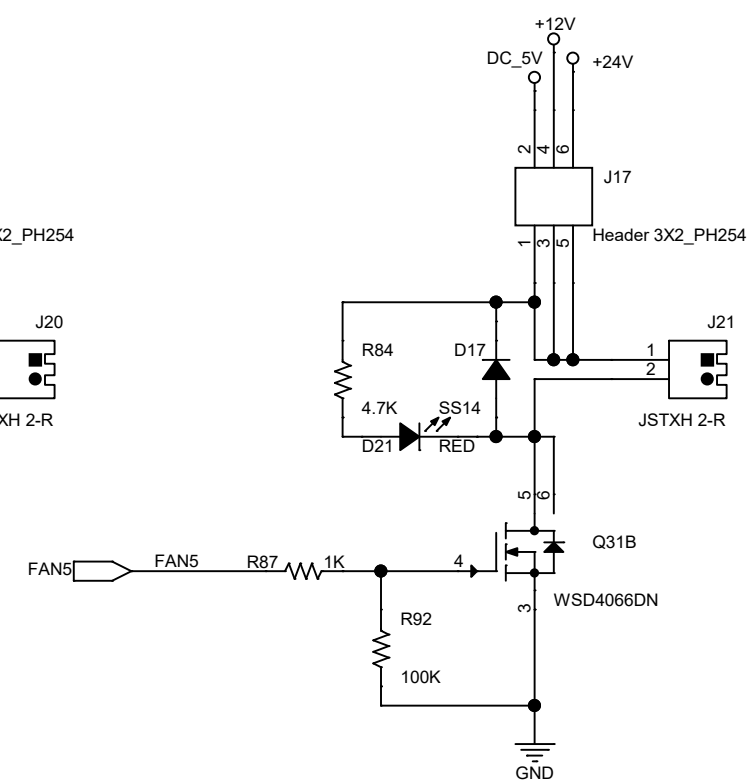 +12V
DC_5V
+24V
2
4
6
J17
1
3
5
Header 3X2_PH254
X2_PH254
J20
XH 2-R
R84
4.7K
D17
SS14
D21
RED
J21
1
2
JSTXH 2-R
5
6
Q31B
WSD4066DN
4
3
FAN5
FAN5
R87
1K
R92
100K
GND